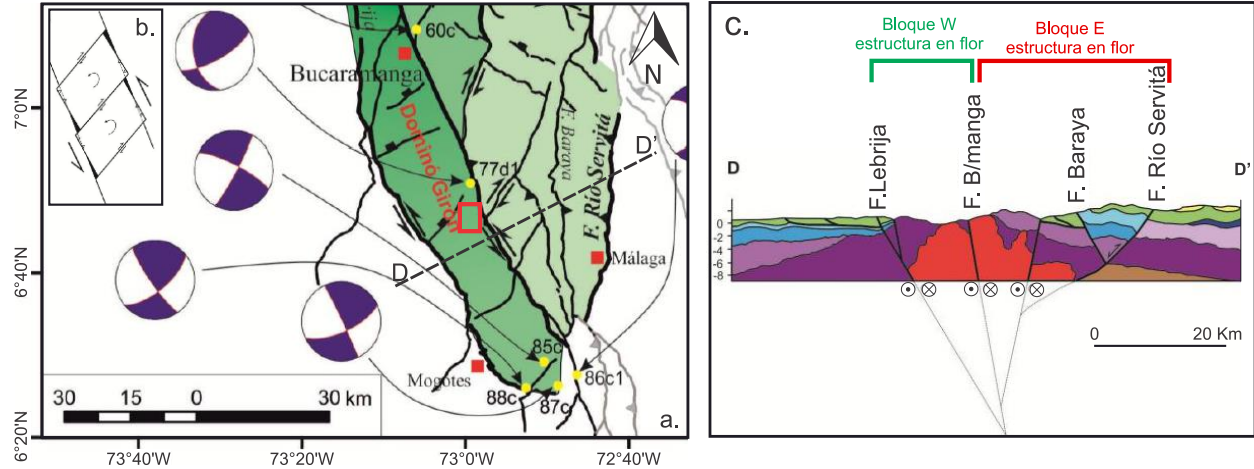 b.
60c
Bucaramanga
N
Dominó Girón
77d1
F. Baraya
F. Río Servitá
D'
D
Málaga
85c
86c1
88c
87c
Mogotes
30 15 0 30 km
a.
7°0'N
6°40'N
6°20'N
73°40'W 73°20'W 73°0'W 72°40'W
C.
Bloque W
estructura en flor
Bloque E
estructura en flor
F.Lebrija
F. B/manga
F. Baraya
F. Río Servitá
D
D'
0
-2
-4
-6
-8
0 20 Km